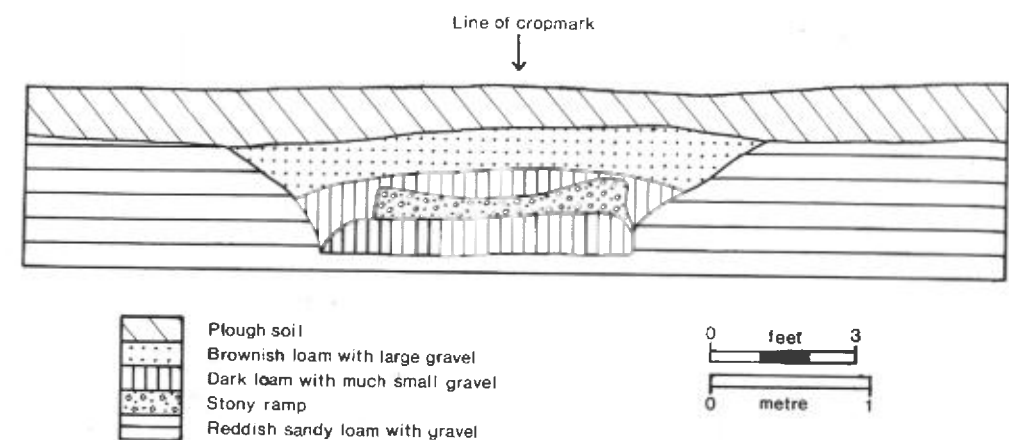 Line of cropmark
Plough soil
Brownish loam with large gravel
Dark loam with much small gravel
Stony ramp
Reddish sandy loam with gravel
0 feet 3
0 metre 1